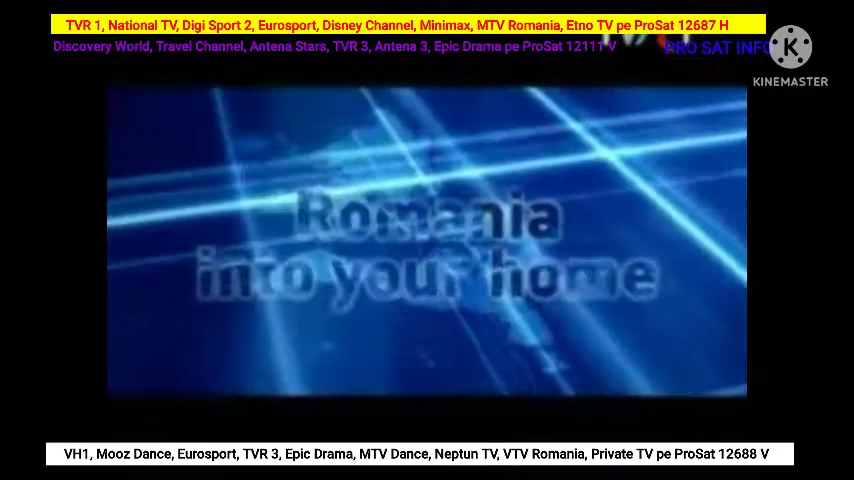 TVR 1, National TV, Digi Sport 2, Eurosport, Disney Channel, Minimax, MTV Romania, Etno TV pe ProSat 12687 H
Discovery World, Travel Channel, Antena Stars, TVR 3, Antena 3, Epic Drama pe ProSat 12111 V
PRO SAT INFO
KINEMASTER
Romania
into your home
VH1, Mooz Dance, Eurosport, TVR 3, Epic Drama, MTV Dance, Neptun TV, VTV Romania, Private TV pe ProSat 12688 V